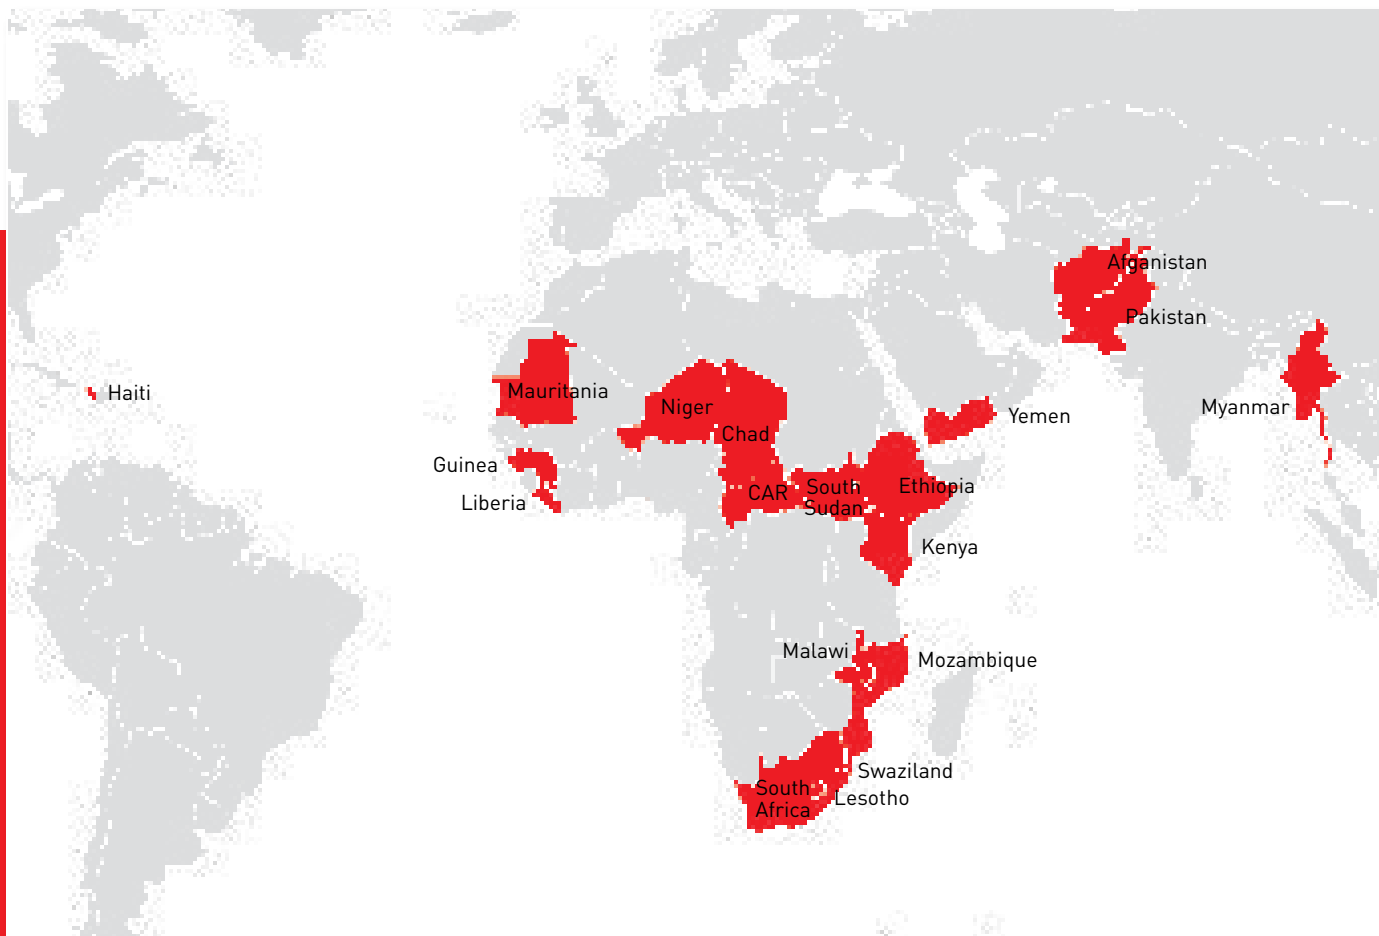 Afganistan
Pakistan
Haiti
Mauritania
Niger
Yemen
Myanmar
Chad
Guinea
CAR
South
Sudan
Ethiopia
Liberia
Kenya
Malawi
Mozambique
Swaziland
South
Africa
Lesotho